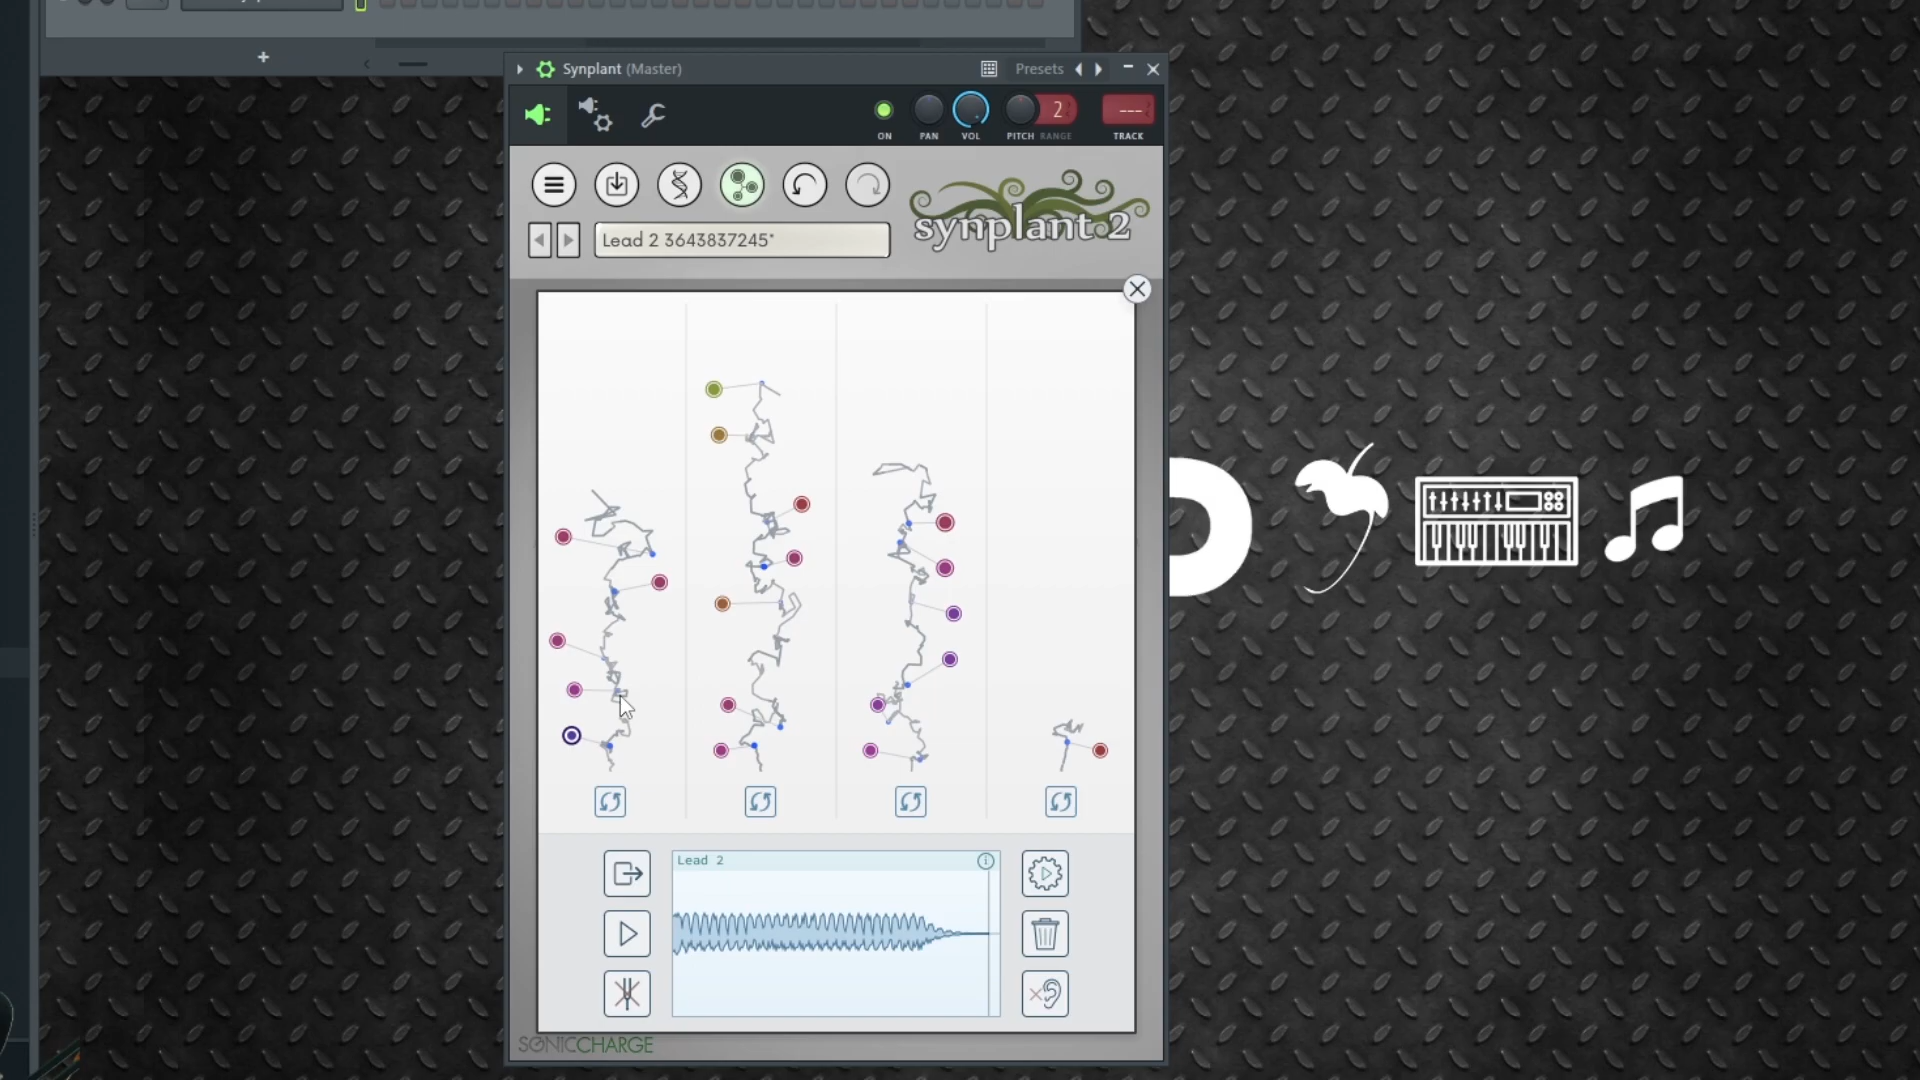 Synplant (Master)
Presets
2
---
ON
PAN
VOL
PITCH RANGE
TRACK
synplant 2
Lead 2 3643837245*
Lead 2
SONICCHARGE